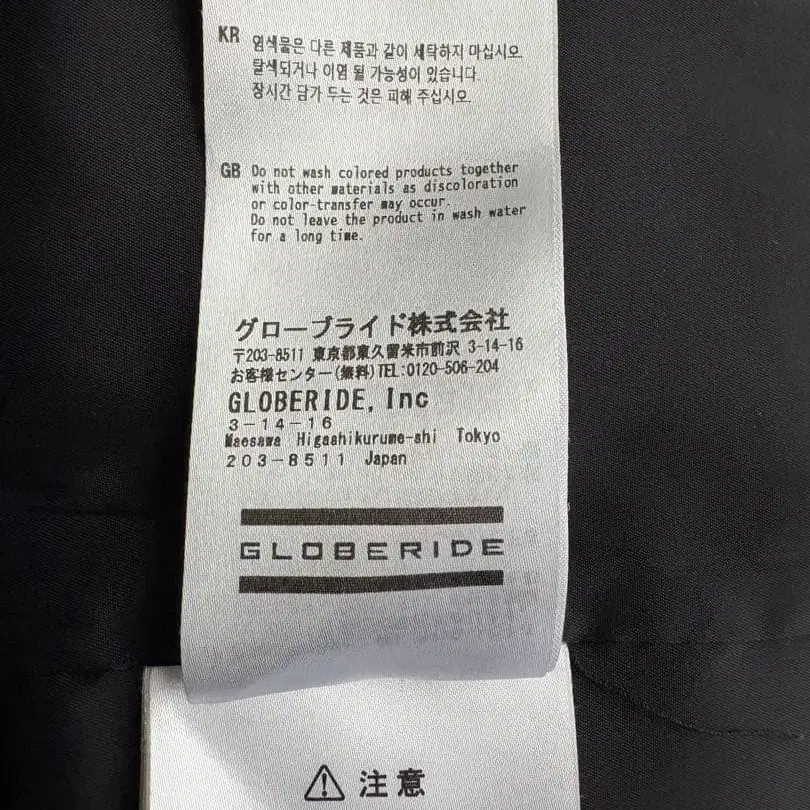 KR 염색물은 다른 제품과 같이 세탁하지 마십시오.
탈색되거나 이염 될 가능성이 있습니다.
장시간 담가 두는 것은 피해 주십시오.
GB Do not wash colored products together
with other materials as discoloration
or color-transfer may occur.
Do not leave the product in wash water
for a long time.
グローブライド株式会社
〒203-8511 東京都東久留米市前沢 3-14-16
お客様センター(無料)TEL:0120-506-204
GLOBERIDE, Inc
3-14-16
Maesawa Higashikurume-shi Tokyo
203-8511 Japan
GLOBERIDE
⚠ 注意